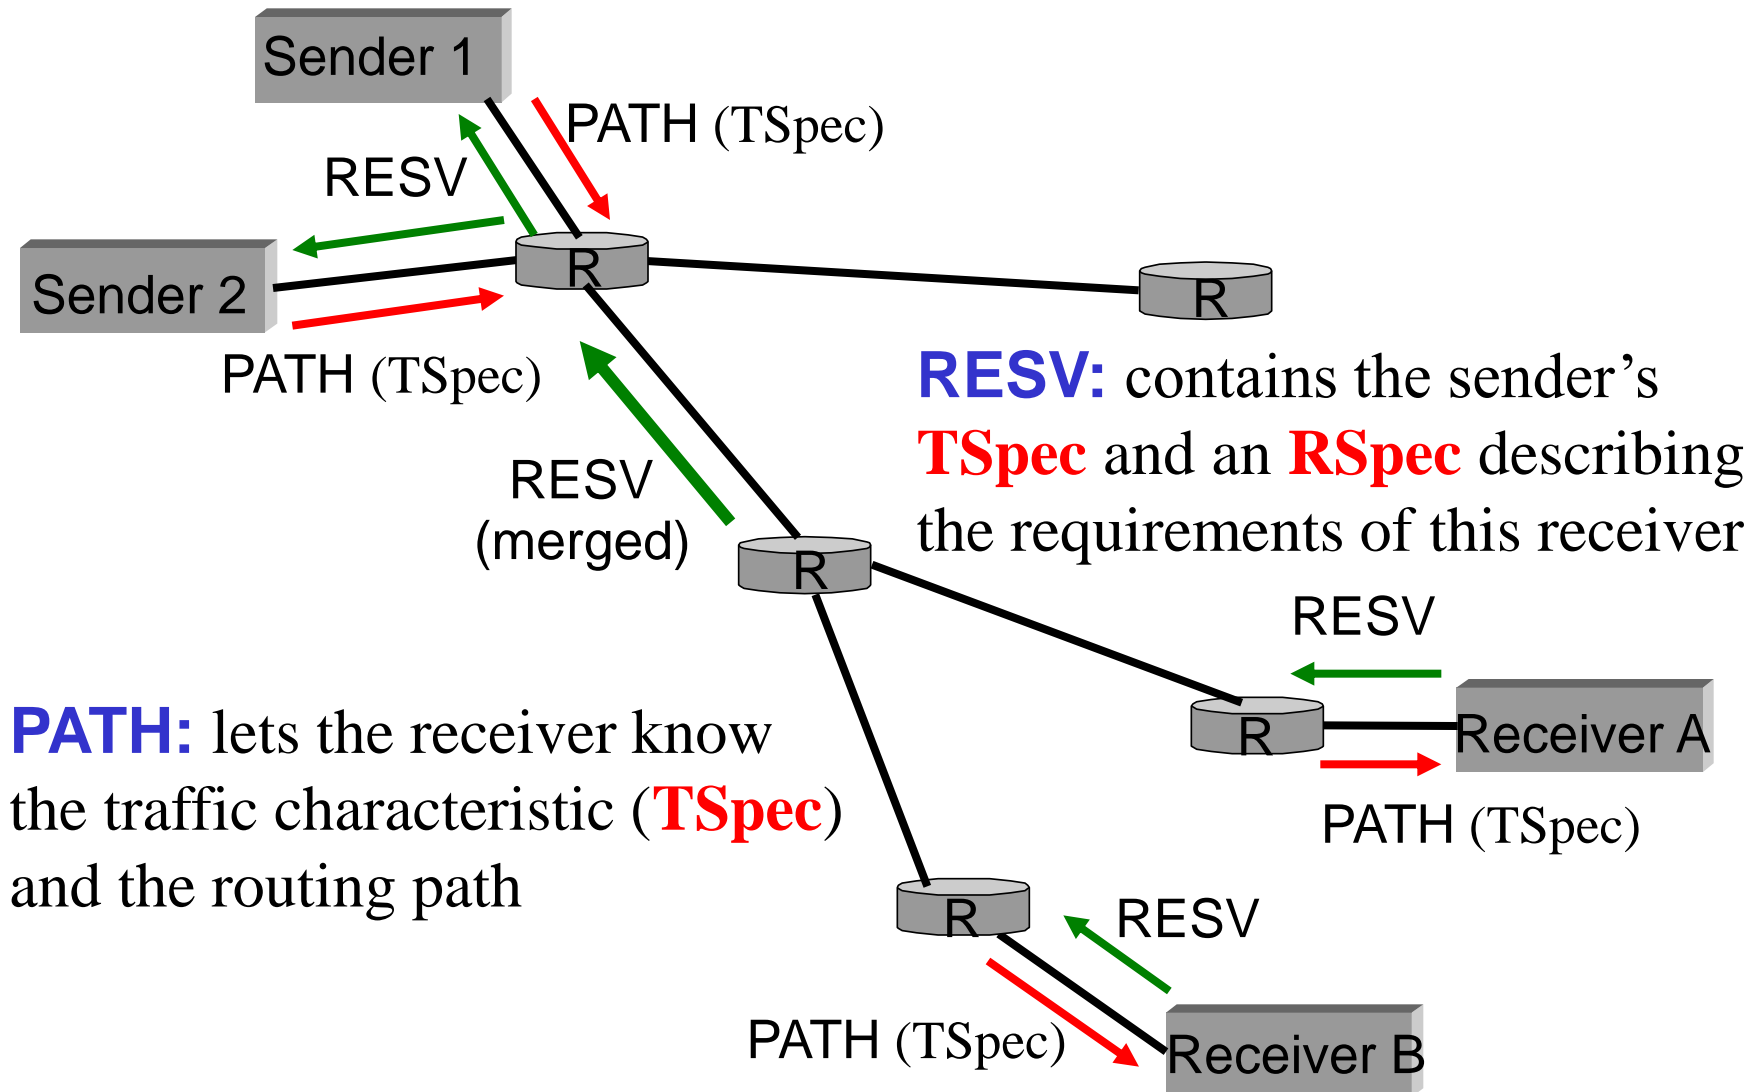 Sender 1
PATH (TSpec)
RESV
R
Sender 2
R
PATH (TSpec)
RESV: contains the sender’s
TSpec and an RSpec describing
the requirements of this receiver
RESV
(merged)
R
RESV
PATH: lets the receiver know
the traffic characteristic (TSpec)
and the routing path
R
Receiver A
PATH (TSpec)
R
RESV
PATH (TSpec)
Receiver B